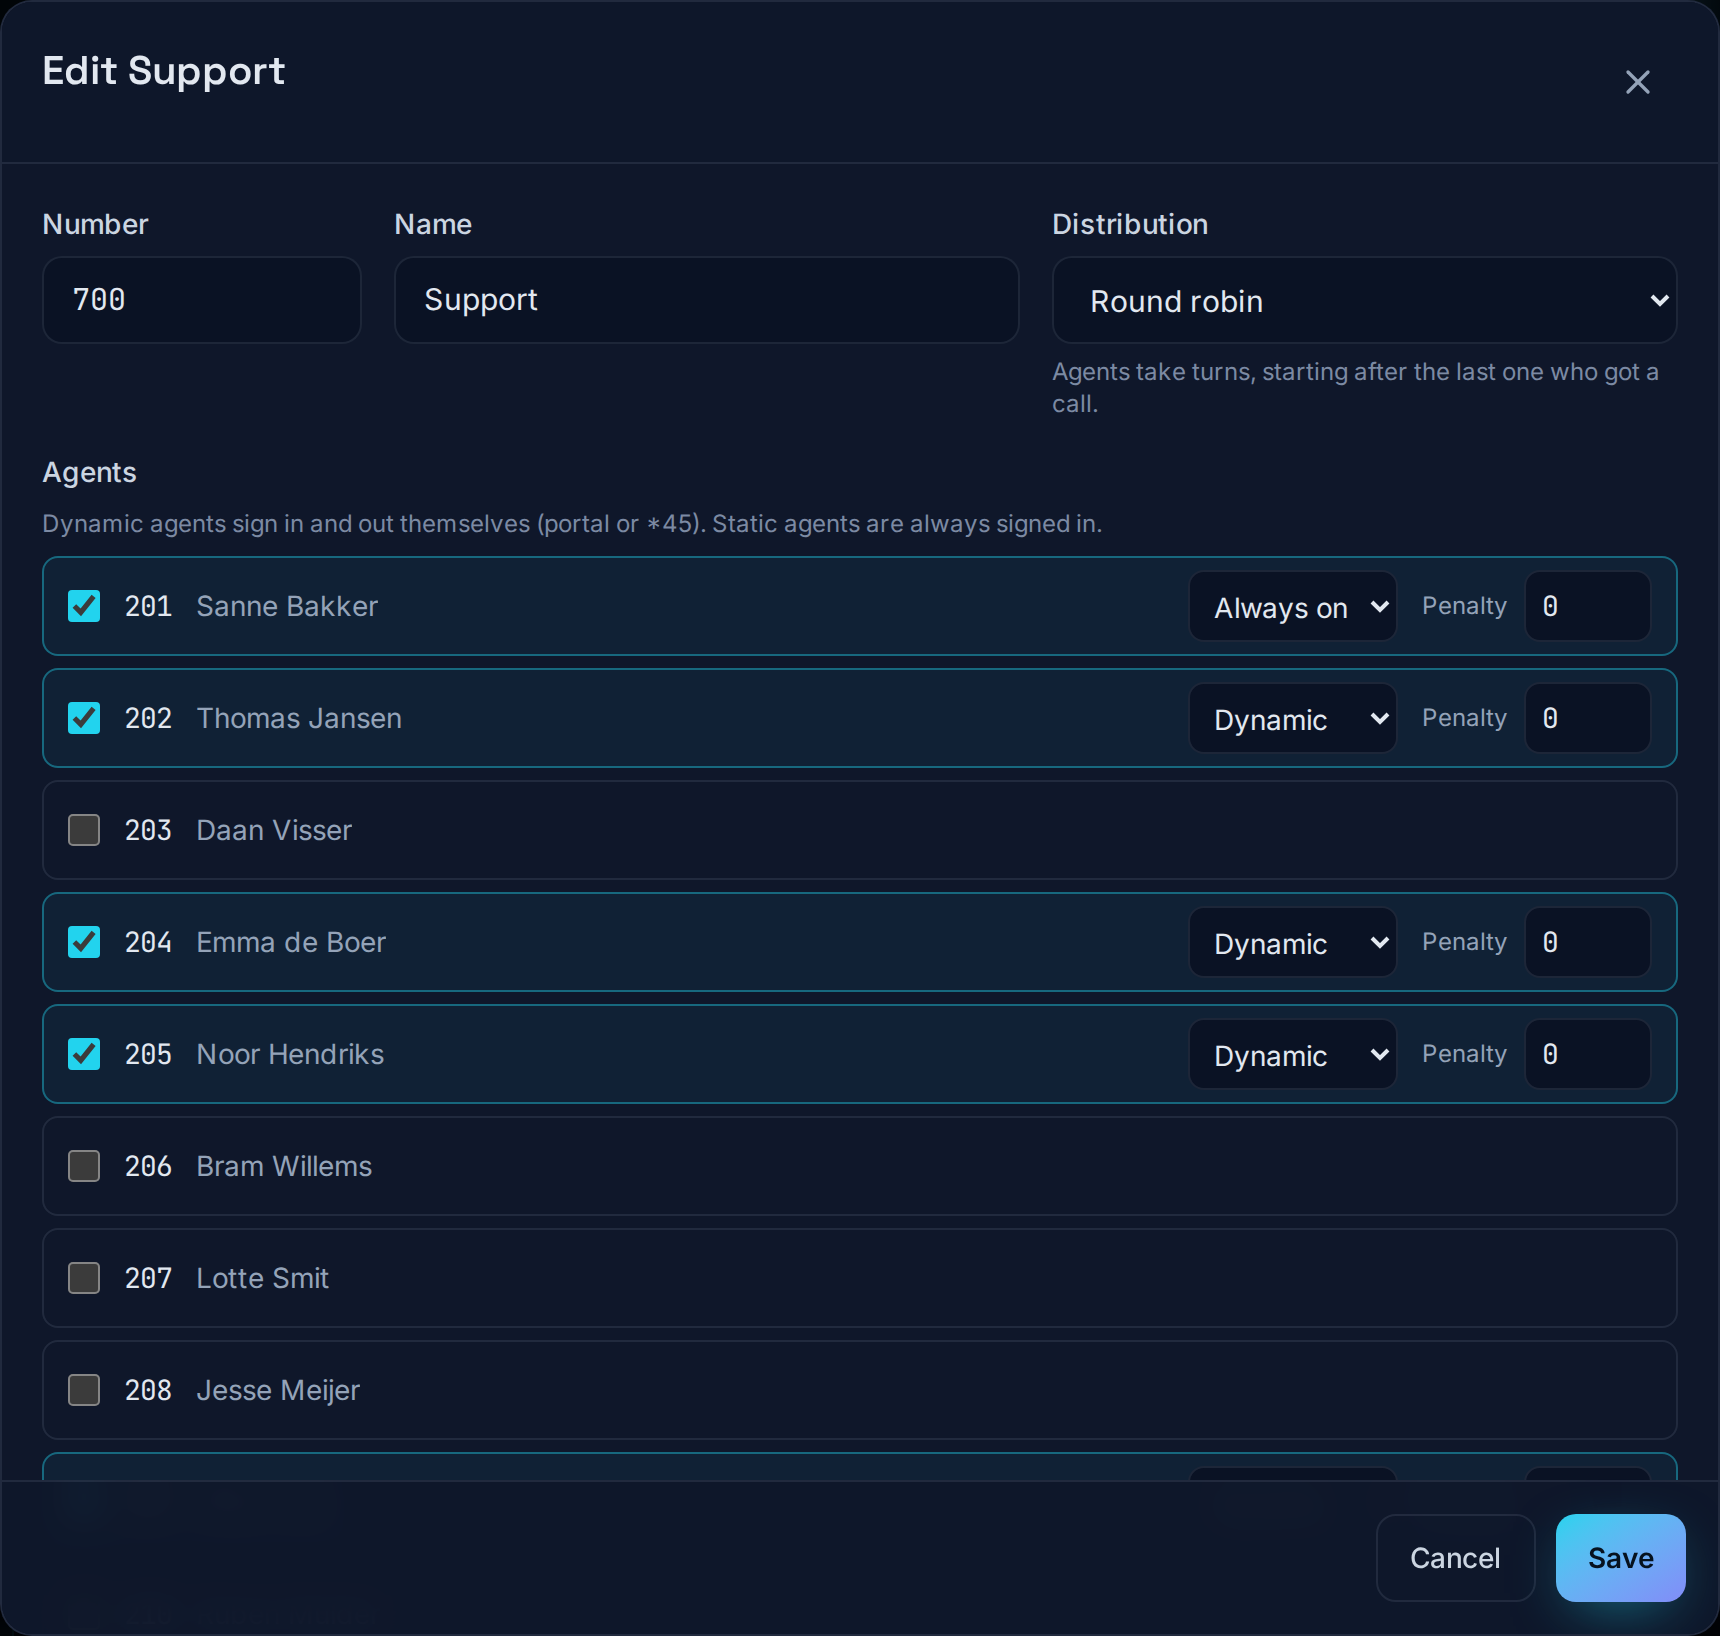 Edit Support
Number
Name
Distribution
700
Support
Round robin
Agents take turns, starting after the last one who got a
call.
Agents
Dynamic agents sign in and out themselves (portal or *45). Static agents are always signed in.
201 Sanne Bakker Always on Penalty 0
202 Thomas Jansen Dynamic Penalty 0
203 Daan Visser
204 Emma de Boer Dynamic Penalty 0
205 Noor Hendriks Dynamic Penalty 0
206 Bram Willems
207 Lotte Smit
208 Jesse Meijer
Cancel Save